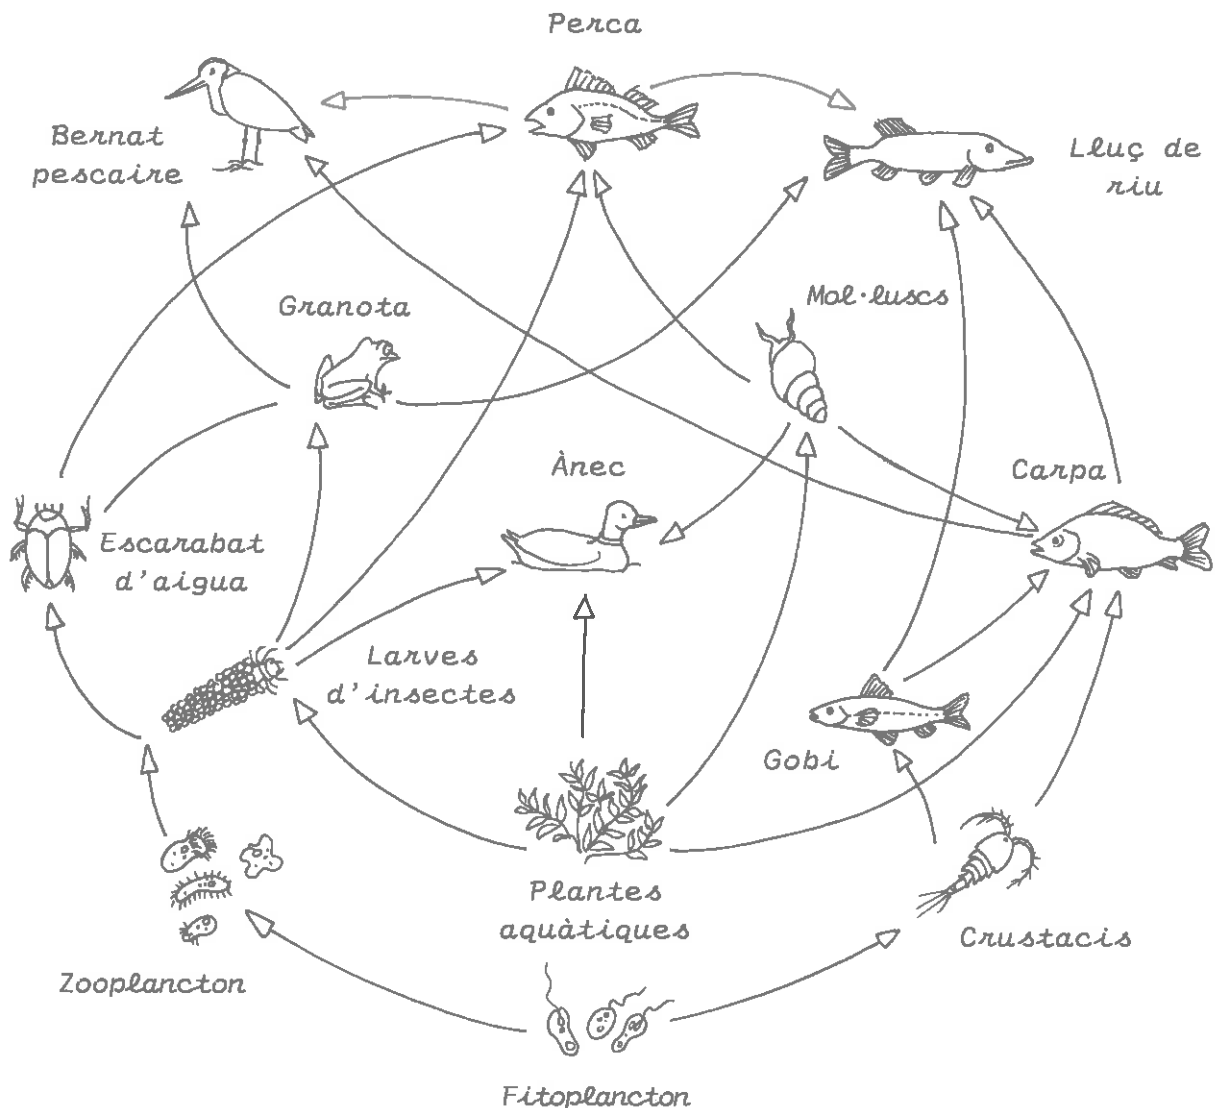 Perca
Bernat
pescaire
Lluç de
riu
Granota
Mol·luscs
Ànec
Carpa
Escarabat
d'aigua
Larves
d'insectes
Gobi
Plantes
aquàtiques
Crustacis
Zooplancton
Fitoplancton